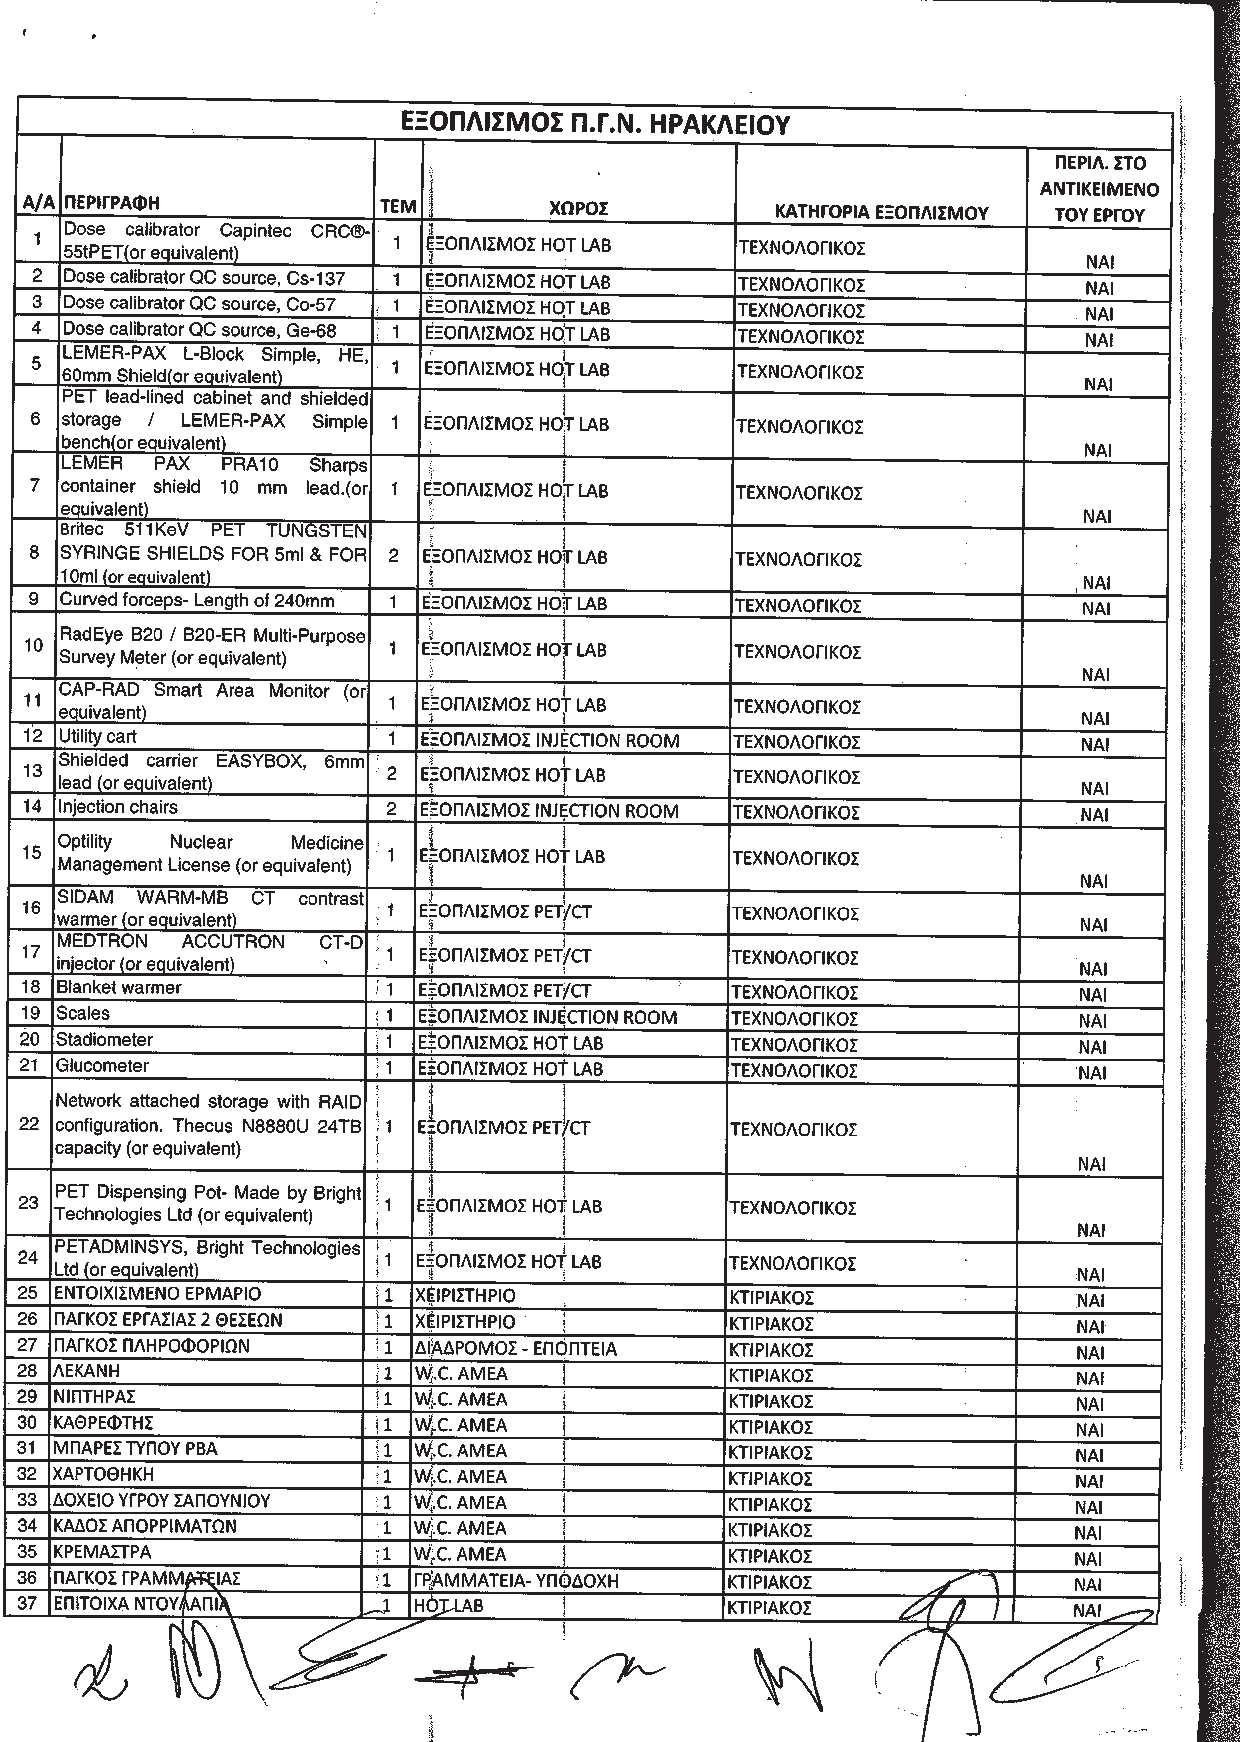 ΕΞΟΠΛΙΣΜΟΣ Π.Γ.Ν. ΗΡΑΚΛΕΙΟΥ
Α/Α ΠΕΡΙΓΡΑΦΗ ΤΕΜ ΧΩΡΟΣ ΚΑΤΗΓΟΡΙΑ ΕΞΟΠΛΙΣΜΟΥ ΠΕΡΙΛ. ΣΤΟ
ΑΝΤΙΚΕΙΜΕΝΟ
ΤΟΥ ΕΡΓΟΥ
1 Dose calibrator Capintec CRC®-
55tPET(or equivalent) 1 ΕΞΟΠΛΙΣΜΟΣ HOT LAB ΤΕΧΝΟΛΟΓΙΚΟΣ ΝΑΙ
2 Dose calibrator QC source, Cs-137 1 ΕΞΟΠΛΙΣΜΟΣ HOT LAB ΤΕΧΝΟΛΟΓΙΚΟΣ ΝΑΙ
3 Dose calibrator QC source, Co-57 1 ΕΞΟΠΛΙΣΜΟΣ HOT LAB ΤΕΧΝΟΛΟΓΙΚΟΣ ΝΑΙ
4 Dose calibrator QC source, Ge-68 1 ΕΞΟΠΛΙΣΜΟΣ HOT LAB ΤΕΧΝΟΛΟΓΙΚΟΣ ΝΑΙ
5 LEMER-PAX L-Block Simple, HE,
60mm Shield(or equivalent) 1 ΕΞΟΠΛΙΣΜΟΣ HOT LAB ΤΕΧΝΟΛΟΓΙΚΟΣ ΝΑΙ
6 PET lead-lined cabinet and shielded
storage / LEMER-PAX Simple
bench(or equivalent) 1 ΕΞΟΠΛΙΣΜΟΣ HOT LAB ΤΕΧΝΟΛΟΓΙΚΟΣ ΝΑΙ
7 LEMER PAX PRA10 Sharps
container shield 10 mm lead.(or
equivalent) 1 ΕΞΟΠΛΙΣΜΟΣ HOT LAB ΤΕΧΝΟΛΟΓΙΚΟΣ ΝΑΙ
8 Britec 511KeV PET TUNGSTEN
SYRINGE SHIELDS FOR 5ml & FOR
10ml (or equivalent) 2 ΕΞΟΠΛΙΣΜΟΣ HOT LAB ΤΕΧΝΟΛΟΓΙΚΟΣ ΝΑΙ
9 Curved forceps- Length of 240mm 1 ΕΞΟΠΛΙΣΜΟΣ HOT LAB ΤΕΧΝΟΛΟΓΙΚΟΣ ΝΑΙ
10 RadEye B20 / B20-ER Multi-Purpose
Survey Meter (or equivalent) 1 ΕΞΟΠΛΙΣΜΟΣ HOT LAB ΤΕΧΝΟΛΟΓΙΚΟΣ ΝΑΙ
11 CAP-RAD Smart Area Monitor (or
equivalent) 1 ΕΞΟΠΛΙΣΜΟΣ HOT LAB ΤΕΧΝΟΛΟΓΙΚΟΣ ΝΑΙ
12 Utility cart 1 ΕΞΟΠΛΙΣΜΟΣ INJECTION ROOM ΤΕΧΝΟΛΟΓΙΚΟΣ ΝΑΙ
13 Shielded carrier EASYBOX, 6mm
lead (or equivalent) 2 ΕΞΟΠΛΙΣΜΟΣ HOT LAB ΤΕΧΝΟΛΟΓΙΚΟΣ ΝΑΙ
14 Injection chairs 2 ΕΞΟΠΛΙΣΜΟΣ INJECTION ROOM ΤΕΧΝΟΛΟΓΙΚΟΣ ΝΑΙ
15 Optility Nuclear Medicine
Management License (or equivalent) 1 ΕΞΟΠΛΙΣΜΟΣ HOT LAB ΤΕΧΝΟΛΟΓΙΚΟΣ ΝΑΙ
16 SIDAM WARM-MB CT contrast
warmer (or equivalent) 1 ΕΞΟΠΛΙΣΜΟΣ PET/CT ΤΕΧΝΟΛΟΓΙΚΟΣ ΝΑΙ
17 MEDTRON ACCUTRON CT-D
injector (or equivalent) 1 ΕΞΟΠΛΙΣΜΟΣ PET/CT ΤΕΧΝΟΛΟΓΙΚΟΣ ΝΑΙ
18 Blanket warmer 1 ΕΞΟΠΛΙΣΜΟΣ PET/CT ΤΕΧΝΟΛΟΓΙΚΟΣ ΝΑΙ
19 Scales 1 ΕΞΟΠΛΙΣΜΟΣ INJECTION ROOM ΤΕΧΝΟΛΟΓΙΚΟΣ ΝΑΙ
20 Stadiometer 1 ΕΞΟΠΛΙΣΜΟΣ HOT LAB ΤΕΧΝΟΛΟΓΙΚΟΣ ΝΑΙ
21 Glucometer 1 ΕΞΟΠΛΙΣΜΟΣ HOT LAB ΤΕΧΝΟΛΟΓΙΚΟΣ ΝΑΙ
22 Network attached storage with RAID
configuration. Thecus N8880U 24TB
capacity (or equivalent) 1 ΕΞΟΠΛΙΣΜΟΣ PET/CT ΤΕΧΝΟΛΟΓΙΚΟΣ ΝΑΙ
23 PET Dispensing Pot- Made by Bright
Technologies Ltd (or equivalent) 1 ΕΞΟΠΛΙΣΜΟΣ HOT LAB ΤΕΧΝΟΛΟΓΙΚΟΣ ΝΑΙ
24 PETADMINSYS, Bright Technologies
Ltd (or equivalent) 1 ΕΞΟΠΛΙΣΜΟΣ HOT LAB ΤΕΧΝΟΛΟΓΙΚΟΣ ΝΑΙ
25 ΕΝΤΟΙΧΙΣΜΕΝΟ ΕΡΜΑΡΙΟ 1 ΧΕΙΡΙΣΤΗΡΙΟ ΚΤΙΡΙΑΚΟΣ ΝΑΙ
26 ΠΑΓΚΟΣ ΕΡΓΑΣΙΑΣ 2 ΘΕΣΕΩΝ 1 ΧΕΙΡΙΣΤΗΡΙΟ ΚΤΙΡΙΑΚΟΣ ΝΑΙ
27 ΠΑΓΚΟΣ ΠΛΗΡΟΦΟΡΙΩΝ 1 ΔΙΑΔΡΟΜΟΣ - ΕΠΟΠΤΕΙΑ ΚΤΙΡΙΑΚΟΣ ΝΑΙ
28 ΛΕΚΑΝΗ 1 W.C. ΑΜΕΑ ΚΤΙΡΙΑΚΟΣ ΝΑΙ
29 ΝΙΠΤΗΡΑΣ 1 W.C. ΑΜΕΑ ΚΤΙΡΙΑΚΟΣ ΝΑΙ
30 ΚΑΘΡΕΦΤΗΣ 1 W.C. ΑΜΕΑ ΚΤΙΡΙΑΚΟΣ ΝΑΙ
31 ΜΠΑΡΕΣ ΤΥΠΟΥ ΡΒΑ 1 W.C. ΑΜΕΑ ΚΤΙΡΙΑΚΟΣ ΝΑΙ
32 ΧΑΡΤΟΘΗΚΗ 1 W.C. ΑΜΕΑ ΚΤΙΡΙΑΚΟΣ ΝΑΙ
33 ΔΟΧΕΙΟ ΥΓΡΟΥ ΣΑΠΟΥΝΙΟΥ 1 W.C. ΑΜΕΑ ΚΤΙΡΙΑΚΟΣ ΝΑΙ
34 ΚΑΔΟΣ ΑΠΟΡΡΙΜΑΤΩΝ 1 W.C. ΑΜΕΑ ΚΤΙΡΙΑΚΟΣ ΝΑΙ
35 ΚΡΕΜΑΣΤΡΑ 1 W.C. ΑΜΕΑ ΚΤΙΡΙΑΚΟΣ ΝΑΙ
36 ΠΑΓΚΟΣ ΓΡΑΜΜΑΤΕΙΑΣ 1 ΓΡΑΜΜΑΤΕΙΑ- ΥΠΟΔΟΧΗ ΚΤΙΡΙΑΚΟΣ ΝΑΙ
37 ΕΠΙΤΟΙΧΑ ΝΤΟΥΛΑΠΙΑ 1 HOT LAB ΚΤΙΡΙΑΚΟΣ ΝΑΙ